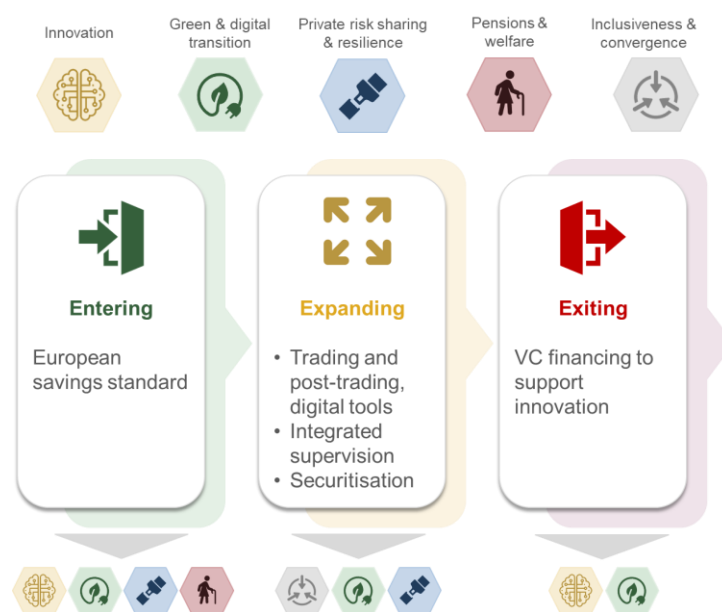 Innovation
Green & digital
transition
Private risk sharing
& resilience
Pensions &
welfare
Inclusiveness &
convergence
Entering
European
savings standard
Expanding
• Trading and
post-trading,
digital tools
• Integrated
supervision
• Securitisation
Exiting
VC financing to
support
innovation